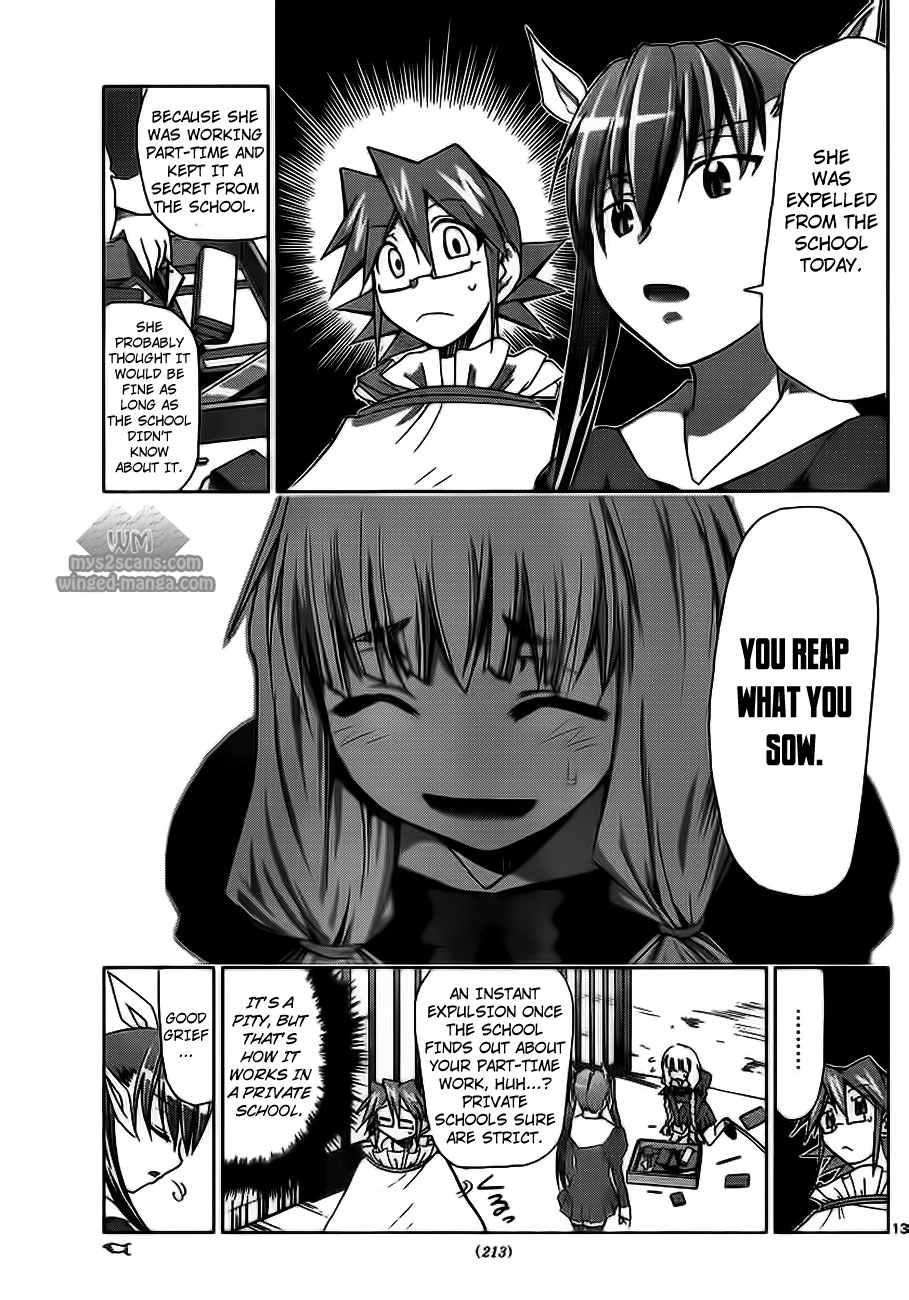 SHE
WAS
EXPELLED
FROM THE
SCHOOL
TODAY.
BECAUSE SHE
WAS WORKING
PART-TIME AND
KEPT IT A
SECRET FROM
THE SCHOOL.
SHE
PROBABLY
THOUGHT IT
WOULD BE
FINE AS
LONG AS
THE SCHOOL
DIDN'T
KNOW
ABOUT IT.
WM
mys2scans.com
winged-manga.com
YOU REAP
WHAT YOU
SOW.
.........
AN INSTANT
EXPULSION ONCE
THE SCHOOL
FINDS OUT ABOUT
YOUR PART-TIME
WORK, HUH...?
PRIVATE
SCHOOLS SURE
ARE STRICT.
IT'S A
PITY, BUT
THAT'S
HOW IT
WORKS IN
A PRIVATE
SCHOOL.
GOOD
GRIEF
...
13
(213)